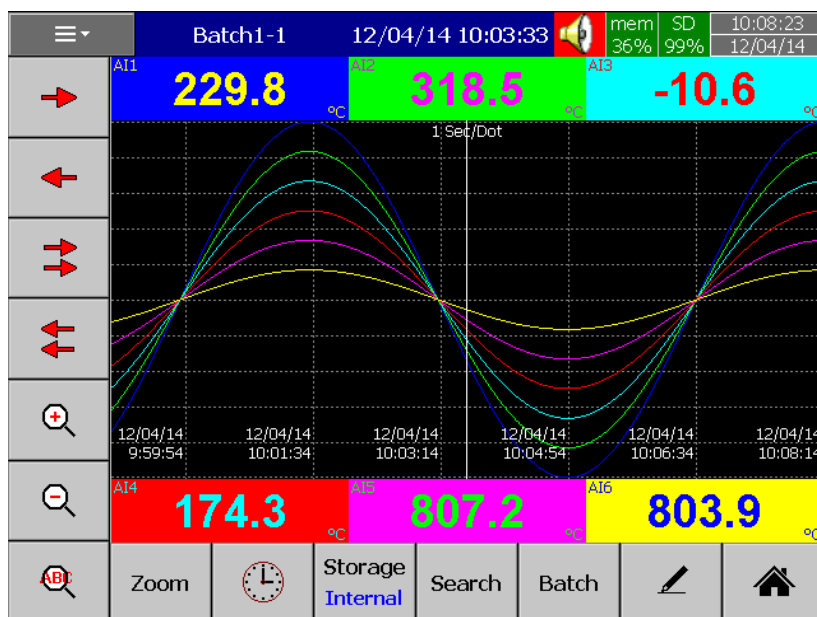 Batch1-1 12/04/14 10:03:33 mem SD 10:08:23
36% 99% 12/04/14
AI1 AI2 AI3
229.8 °C 318.5 °C -10.6 °C
1 Sec/Dot
12/04/14 12/04/14 12/04/14 12/04/14 12/04/14 12/04/14
9:59:54 10:01:34 10:03:14 10:04:54 10:06:34 10:08:14
AI4 AI5 AI6
174.3 °C 807.2 °C 803.9 °C
ABC Zoom Storage Search Batch
Internal